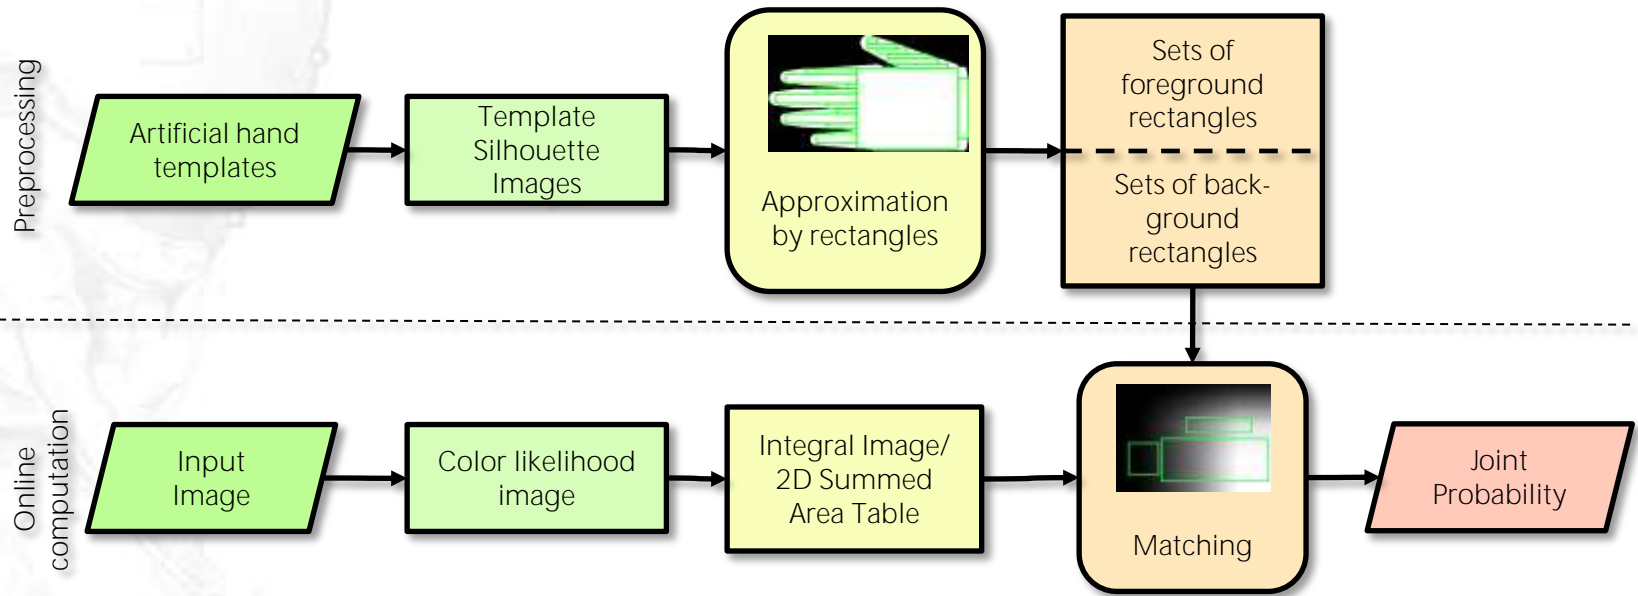 Preprocessing
Artificial hand
templates
Template
Silhouette
Images
Approximation
by rectangles
Sets of
foreground
rectangles
Sets of back-
ground
rectangles
Online
computation
Input
Image
Color likelihood
image
Integral Image/
2D Summed
Area Table
Matching
Joint
Probability